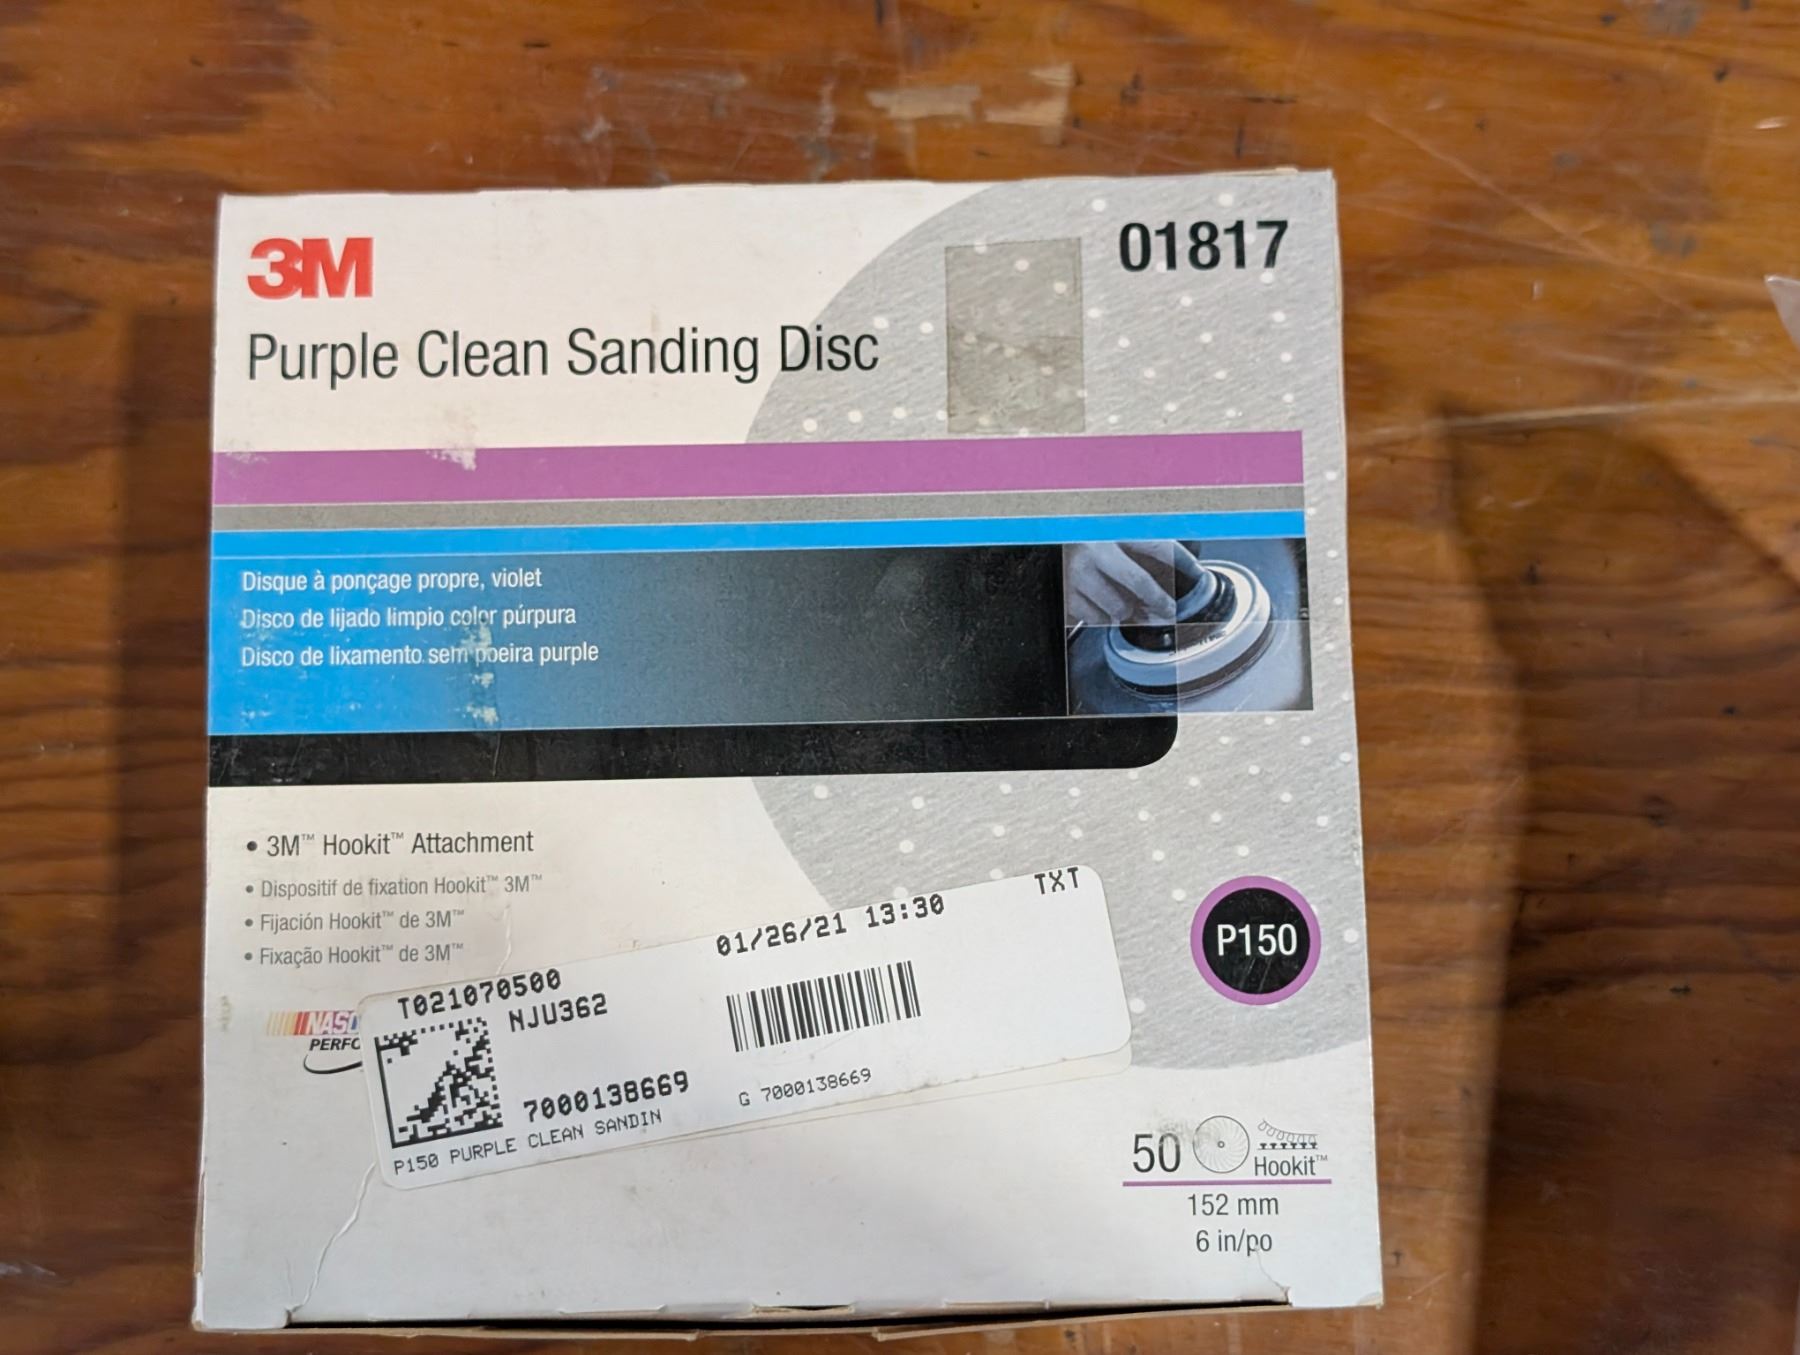 3M
01817
Purple Clean Sanding Disc
Disque à ponçage propre, violet
Disco de lijado limpio color púrpura
Disco de lixamento sem poeira purple
• 3M™ Hookit™ Attachment
• Dispositif de fixation Hookit™ 3M™
• Fijación Hookit™ de 3M™
• Fixação Hookit™ de 3M™
P150
T021070500
01/26/21 13:30
TXT
NJU362
7000138669
G 7000138669
P150 PURPLE CLEAN SANDIN
50
Hookit™
152 mm
6 in/po